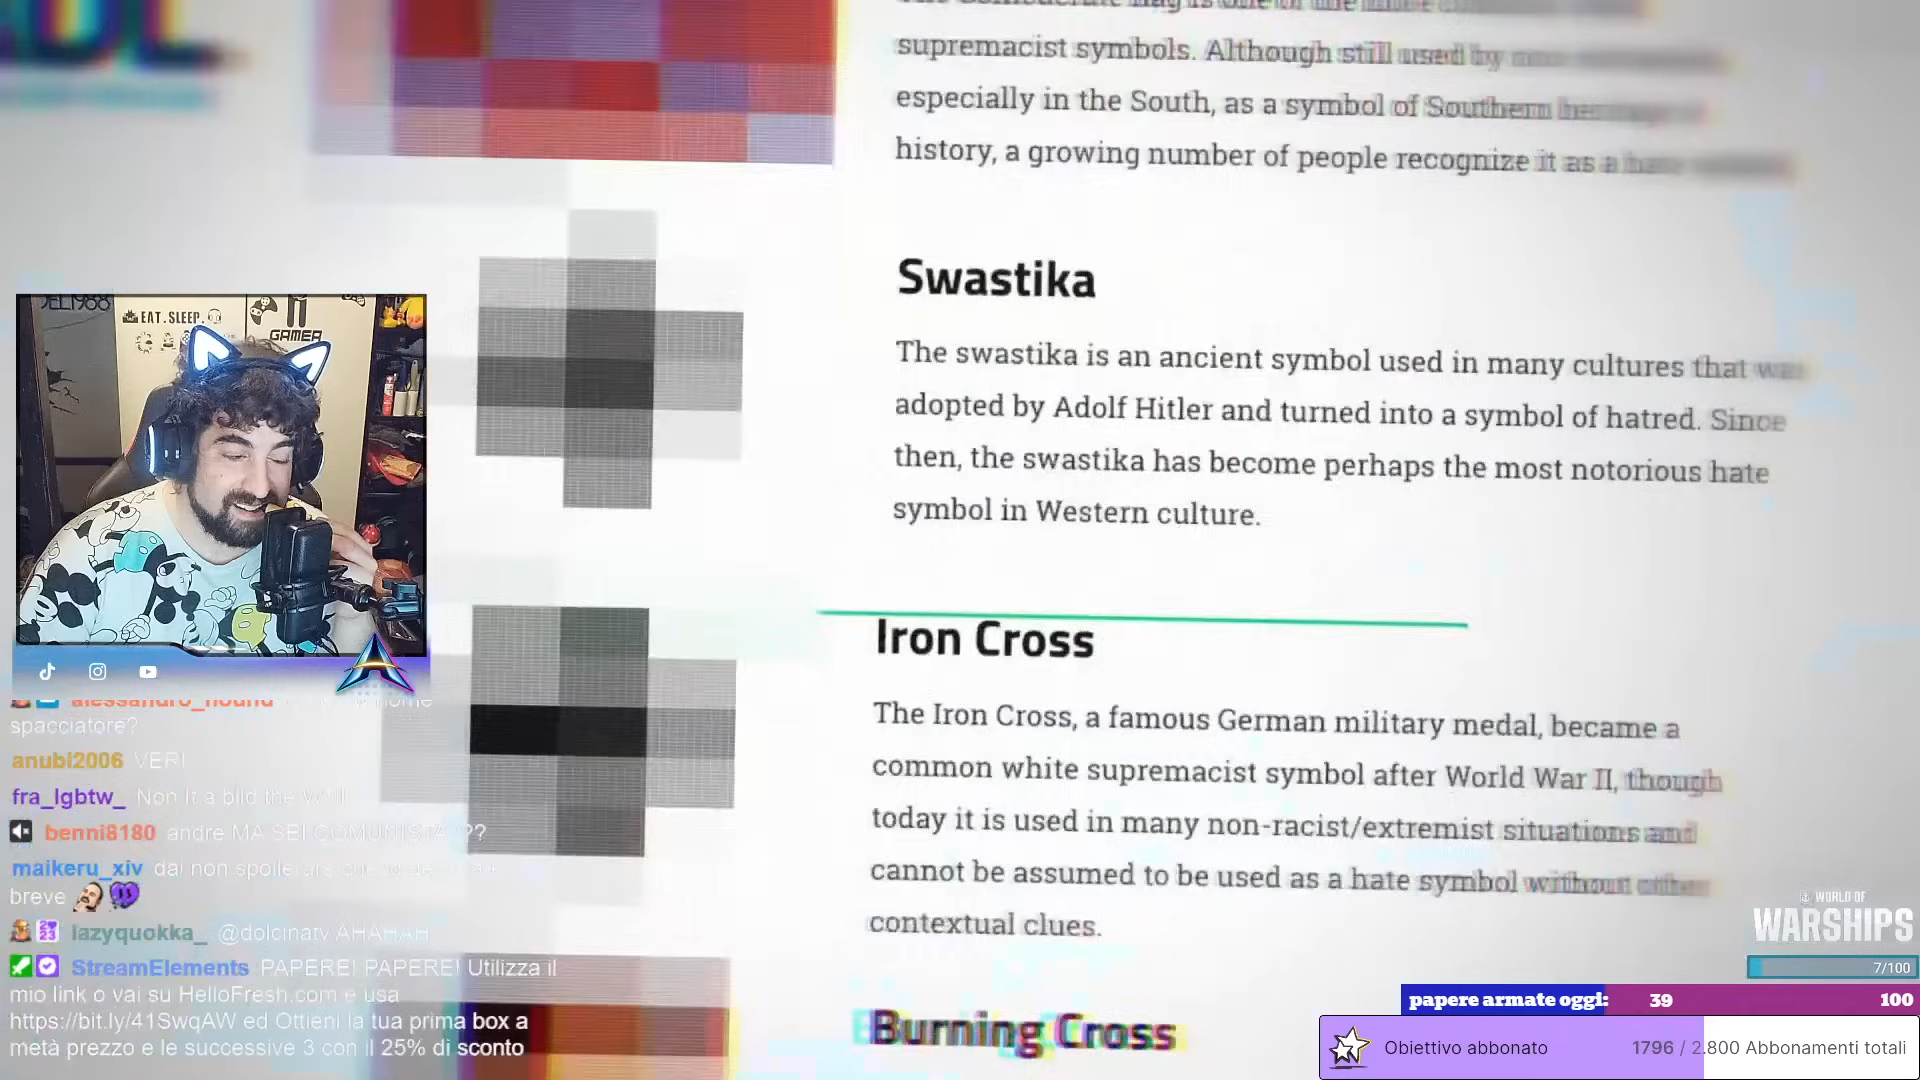 supremacist symbols. Although still used by
especially in the South, as a symbol of Southern heritage
history, a growing number of people recognize it as a hate
Swastika
The swastika is an ancient symbol used in many cultures that was
adopted by Adolf Hitler and turned into a symbol of hatred. Since
then, the swastika has become perhaps the most notorious hate
symbol in Western culture.
Iron Cross
The Iron Cross, a famous German military medal, became a
common white supremacist symbol after World War II, though
today it is used in many non-racist/extremist situations and
cannot be assumed to be used as a hate symbol without other
contextual clues.
Burning Cross
EAT.SLEEP.
GAMER
alessandro_hound
spacciatore?
anubi2006 VERI
fra_lgbtw_ Non
benni8180 andre MA SEI COMUNISTA???
maikeru_xiv dai non spoilerare che
breve
lazyquokka_ @dolcinatv AHAHAH
StreamElements PAPERE! PAPERE! Utilizza il
mio link o vai su HelloFresh.com e usa
https://bit.ly/41SwqAW ed Ottieni la tua prima box a
metà prezzo e le successive 3 con il 25% di sconto
WORLD OF
WARSHIPS
7/100
papere armate oggi: 39 100
Obiettivo abbonato 1796 / 2.800 Abbonamenti totali